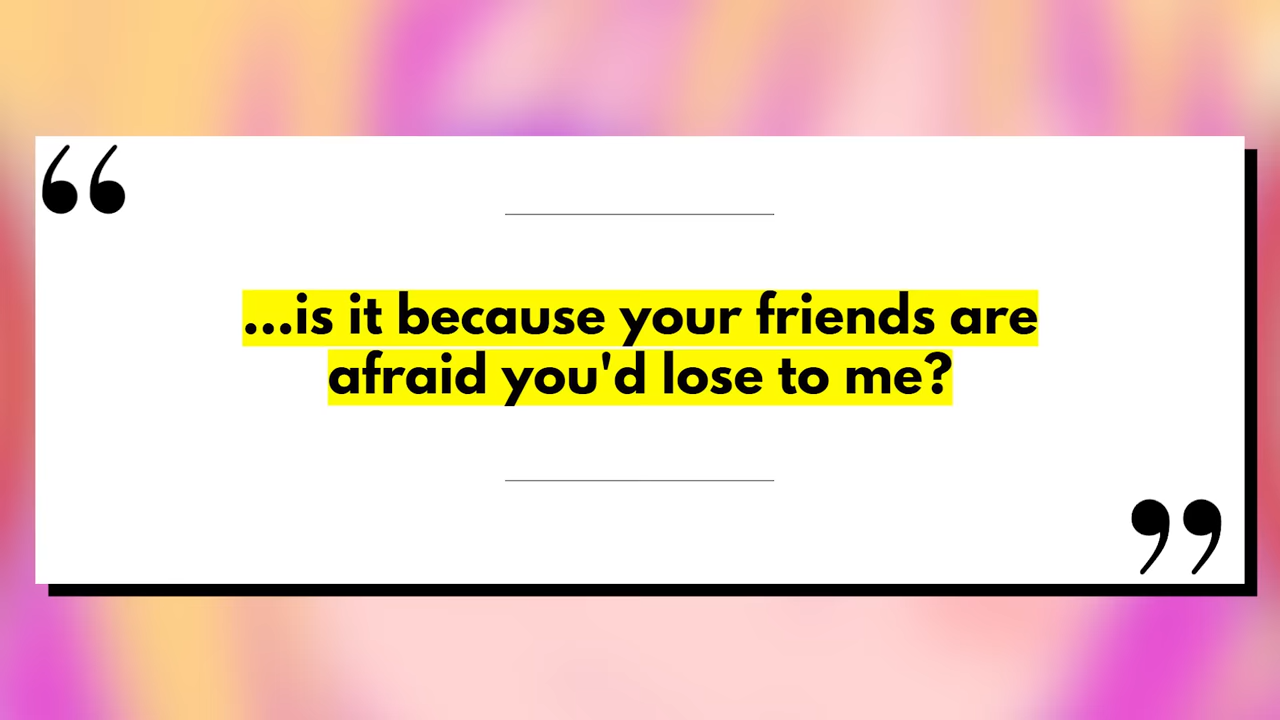 “
...is it because your friends are
afraid you'd lose to me?
”